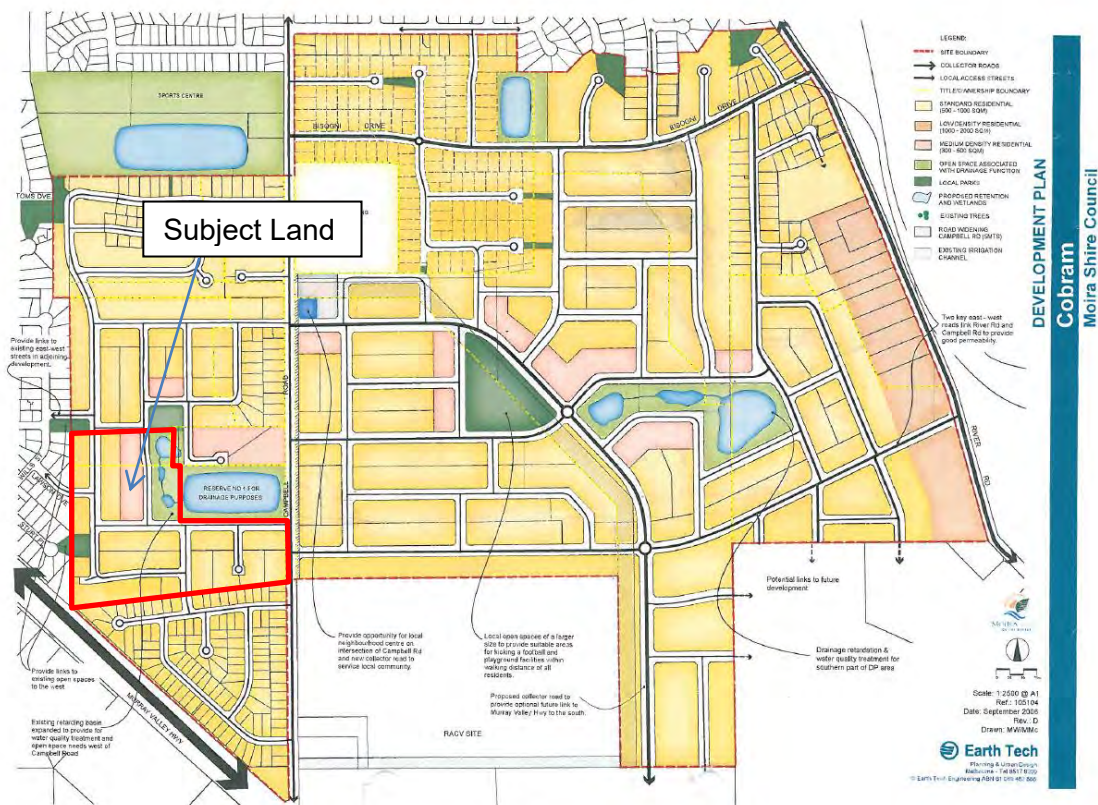 SPORTS CENTRE
BISOGNI DRIVE
BISOGNI DRIVE
TOMS DVE
Subject Land
ROAD
CAMPBELL
Provide links to
existing east-west
streets in adjoining
development.
RESERVE NO 1 FOR
DRAINAGE PURPOSES
Two key east - west
roads link River Rd and
Campbell Rd to provide
good permeability.
RIVER
RD
Provide links to
existing open spaces
to the west
Existing retarding basin
expanded to provide for
water quality treatment and
open space needs west of
Campbell Road
MURRAY VALLEY HWY
Provide opportunity for local
neighbourhood centre on
intersection of Campbell Rd
and new collector road to
service local community.
Local open spaces of a larger
size to provide suitable areas
for kicking a football and
playground facilities within
walking distance of all
residents.
Proposed collector road to
provide optional future link to
Murray Valley Hwy to the south.
RACV SITE
Potential links to future
development
Drainage retardation &
water quality treatment for
southern part of DP area
LEGEND:
SITE BOUNDARY
COLLECTOR ROADS
LOCAL ACCESS STREETS
TITLE/OWNERSHIP BOUNDARY
STANDARD RESIDENTIAL
(500 - 1000 SQM)
LOW DENSITY RESIDENTIAL
(1000 - 2000 SQM)
MEDIUM DENSITY RESIDENTIAL
(300 - 500 SQM)
OPEN SPACE ASSOCIATED
WITH DRAINAGE FUNCTION
LOCAL PARKS
PROPOSED RETENTION
AND WETLANDS
EXISTING TREES
ROAD WIDENING
CAMPBELL RD (5MTS)
EXISTING IRRIGATION
CHANNEL
DEVELOPMENT PLAN
Cobram
Moira Shire Council
Scale: 1:2500 @ A1
Ref.: 105104
Date: September 2006
Rev.: D
Drawn: MW/MMc
Earth Tech
Planning & Urban Design